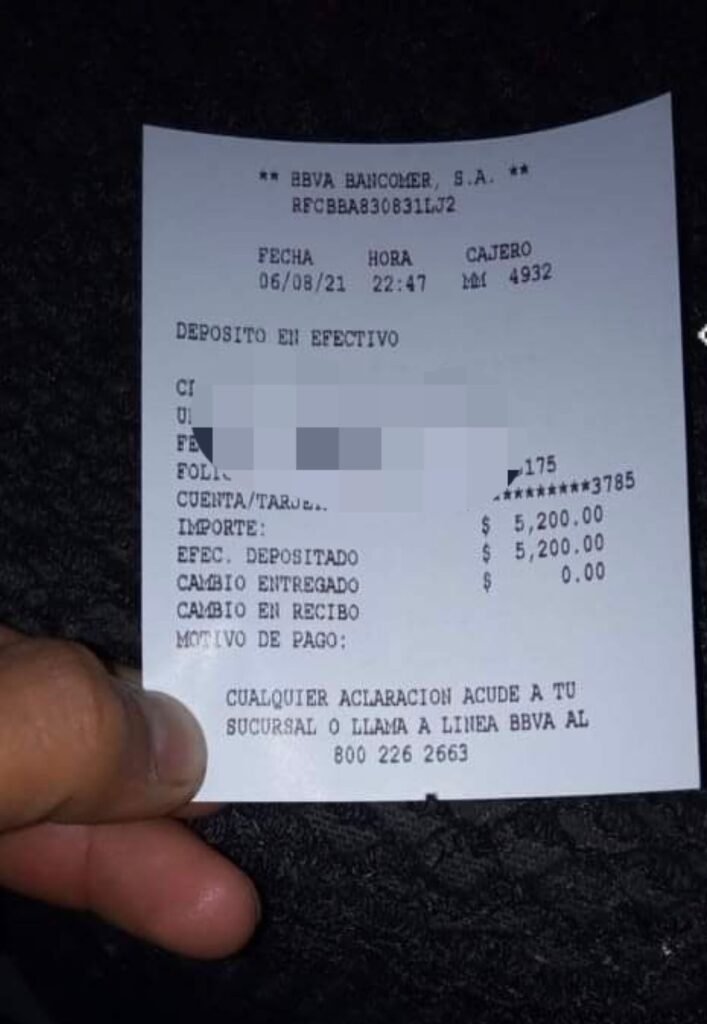 ** BBVA BANCOMER, S.A. **
RFCBBA830831LJ2
FECHA HORA CAJERO
06/08/21 22:47 MM 4932
DEPOSITO EN EFECTIVO
175
*********3785
IMPORTE: $ 5,200.00
EFEC. DEPOSITADO $ 5,200.00
CAMBIO ENTREGADO $ 0.00
CAMBIO EN RECIBO
MOTIVO DE PAGO:
CUALQUIER ACLARACION ACUDE A TU
SUCURSAL O LLAMA A LINEA BBVA AL
800 226 2663